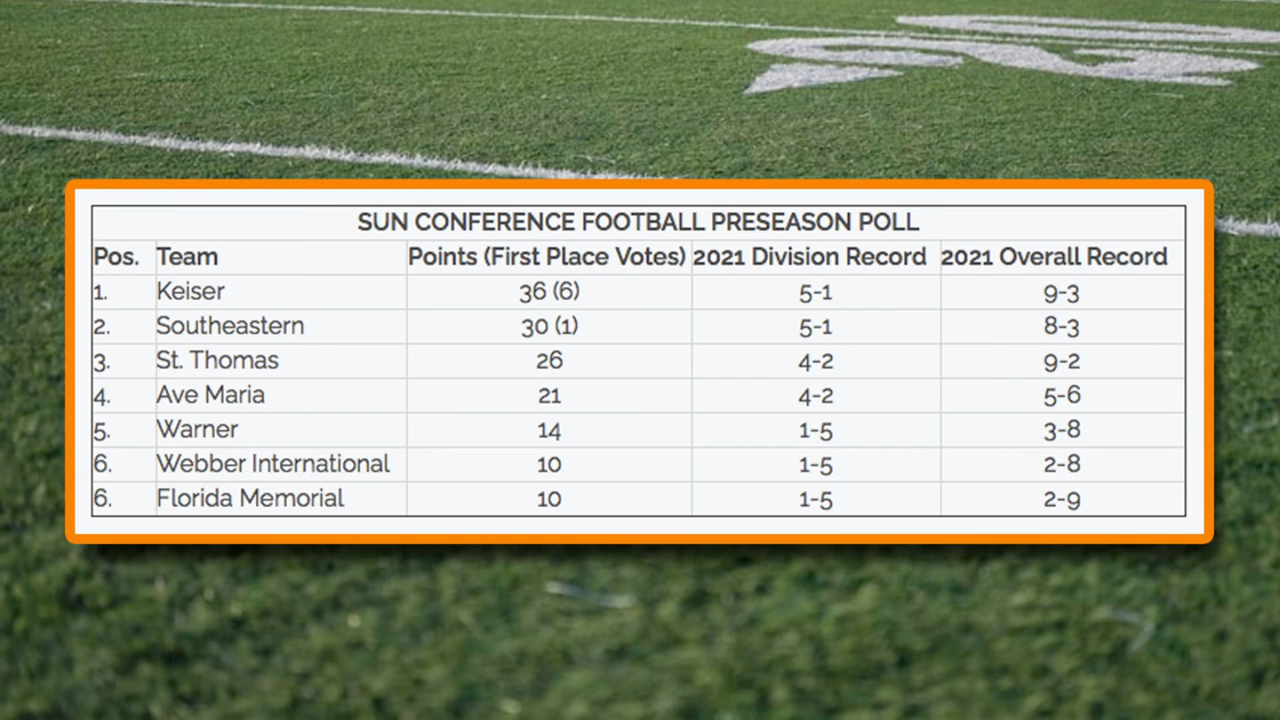 SUN CONFERENCE FOOTBALL PRESEASON POLL
Pos. Team Points (First Place Votes) 2021 Division Record 2021 Overall Record
1. Keiser 36 (6) 5-1 9-3
2. Southeastern 30 (1) 5-1 8-3
3. St. Thomas 26 4-2 9-2
4. Ave Maria 21 4-2 5-6
5. Warner 14 1-5 3-8
6. Webber International 10 1-5 2-8
6. Florida Memorial 10 1-5 2-9